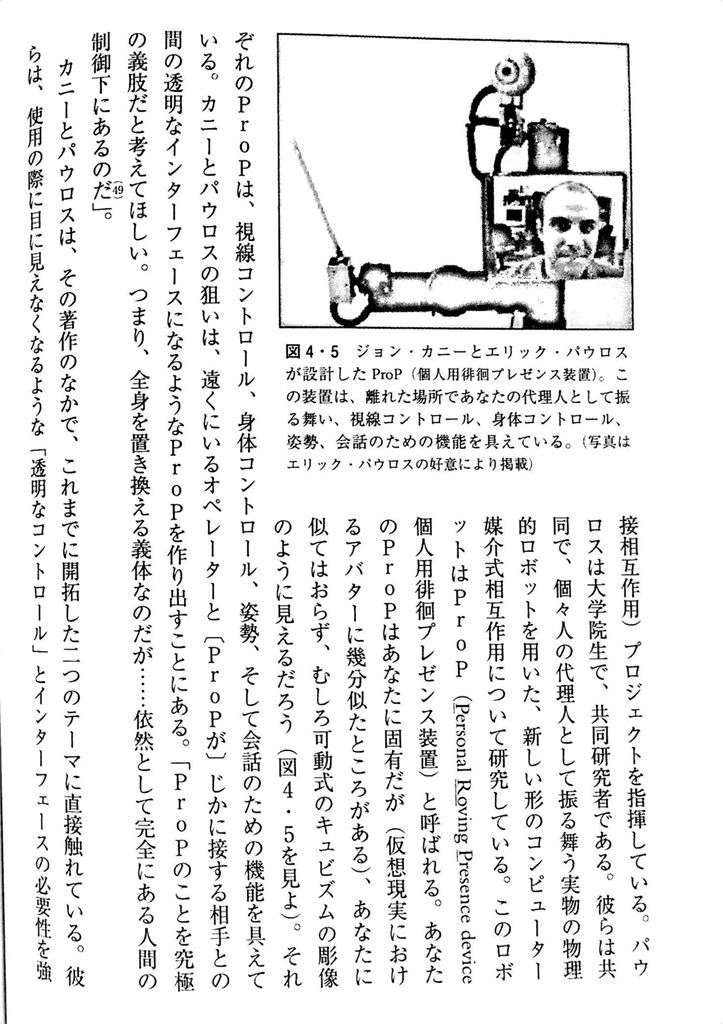 図4・5　ジョン・カニーとエリック・パウロス
が設計した ProP（個人用徘徊プレゼンス装置）。こ
の装置は、離れた場所であなたの代理人として振
る舞い、視線コントロール、身体コントロール、
姿勢、会話のための機能を具えている。（写真は
エリック・パウロスの好意により掲載）
接相互作用）プロジェクトを指揮している。パウ
ロスは大学院生で、共同研究者である。彼らは共
同で、個々人の代理人として振る舞う実物の物理
的ロボットを用いた、新しい形のコンピューター
媒介式相互作用について研究している。このロボ
ットはＰｒｏＰ（Personal Roving Presence device
個人用徘徊プレゼンス装置）と呼ばれる。あなた
のＰｒｏＰはあなたに固有だが（仮想現実におけ
るアバターに幾分似たところがある）、あなたに
似てはおらず、むしろ可動式のキュビズムの彫像
のように見えるだろう（図4・5を見よ）。それ
ぞれのＰｒｏＰは、視線コントロール、身体コントロール、姿勢、そして会話のための機能を具えて
いる。カニーとパウロスの狙いは、遠くにいるオペレーターと〔ＰｒｏＰが〕じかに接する相手との
間の透明なインターフェースになるようなＰｒｏＰを作り出すことにある。「ＰｒｏＰのことを究極
の義肢だと考えてほしい。つまり、全身を置き換える義体なのだが……依然として完全にある人間の
制御下にあるのだ」(49)。
カニーとパウロスは、その著作のなかで、これまでに開拓した二つのテーマに直接触れている。彼
らは、使用の際に目に見えなくなるような「透明なコントロール」とインターフェースの必要性を強